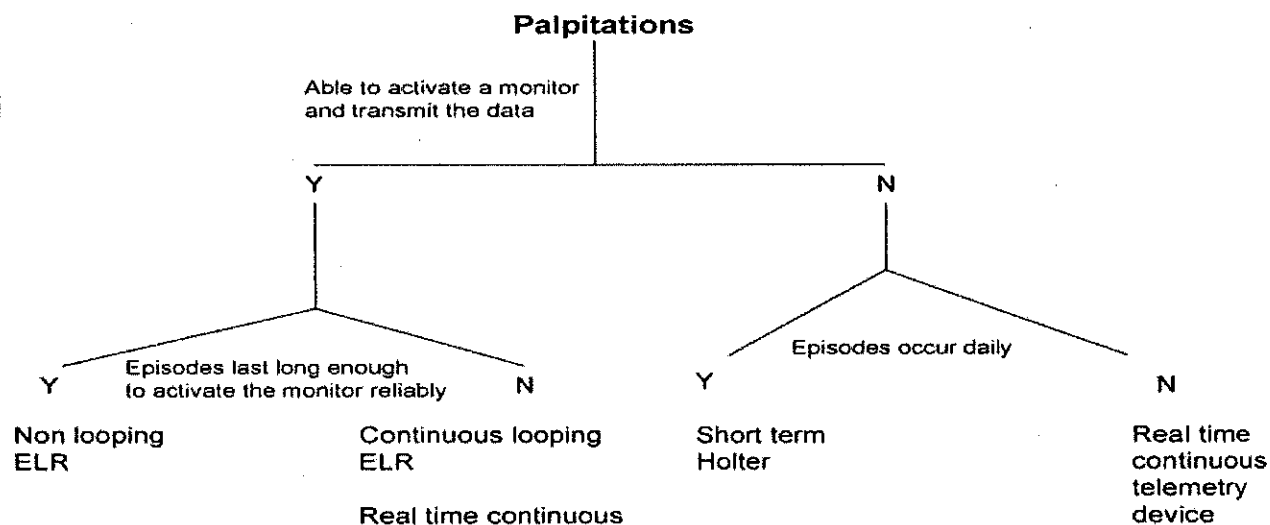 Palpitations
Able to activate a monitor
and transmit the data
Y
N
Episodes last long enough
to activate the monitor reliably
Y
N
Episodes occur daily
Y
N
Non looping
ELR
Continuous looping
ELR
Real time continuous
Short term
Holter
Real time
continuous
telemetry
device